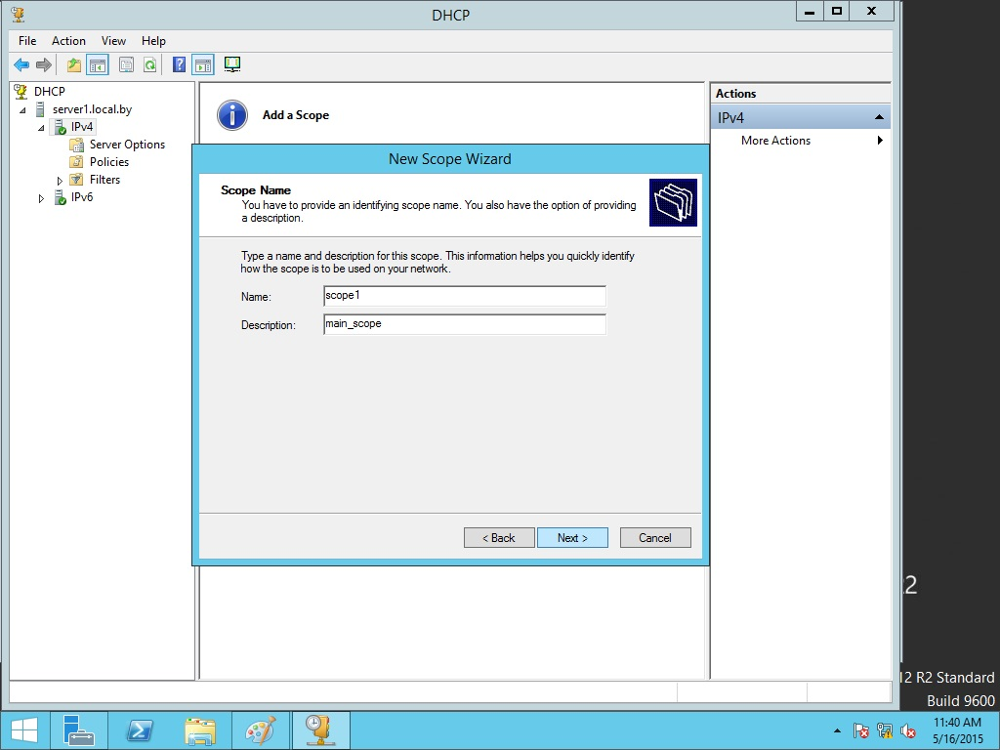 DHCP
File Action View Help
DHCP
server1.local.by
IPv4
Server Options
Policies
Filters
IPv6
Add a Scope
Actions
IPv4
More Actions
New Scope Wizard
Scope Name
You have to provide an identifying scope name. You also have the option of providing
a description.
Type a name and description for this scope. This information helps you quickly identify
how the scope is to be used on your network.
Name: scope1
Description: main_scope
< Back Next > Cancel
2
12 R2 Standard
Build 9600
11:40 AM
5/16/2015